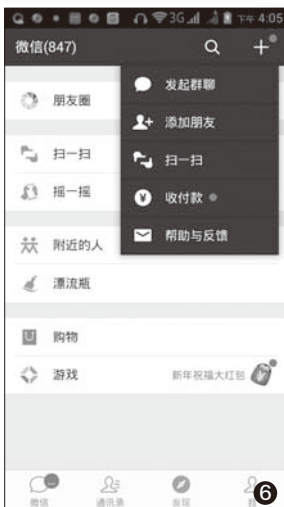 3G 下午4:05
微信(847)
发起群聊
朋友圈
添加朋友
扫一扫
扫一扫
摇一摇
收付款
附近的人
帮助与反馈
漂流瓶
购物
游戏
新年祝福大红包
微信
通讯录
发现
6